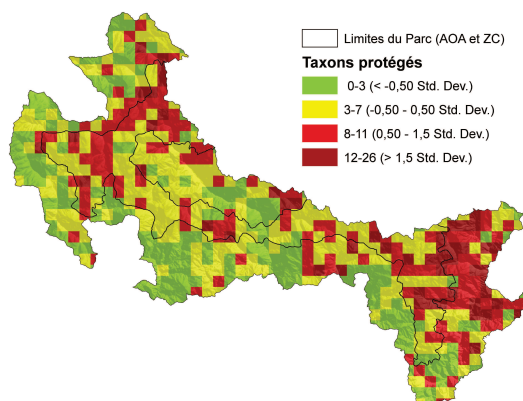 Limites du Parc (AOA et ZC)
Taxons protégés
0-3 (< -0,50 Std. Dev.)
3-7 (-0,50 - 0,50 Std. Dev.)
8-11 (0,50 - 1,5 Std. Dev.)
12-26 (> 1,5 Std. Dev.)